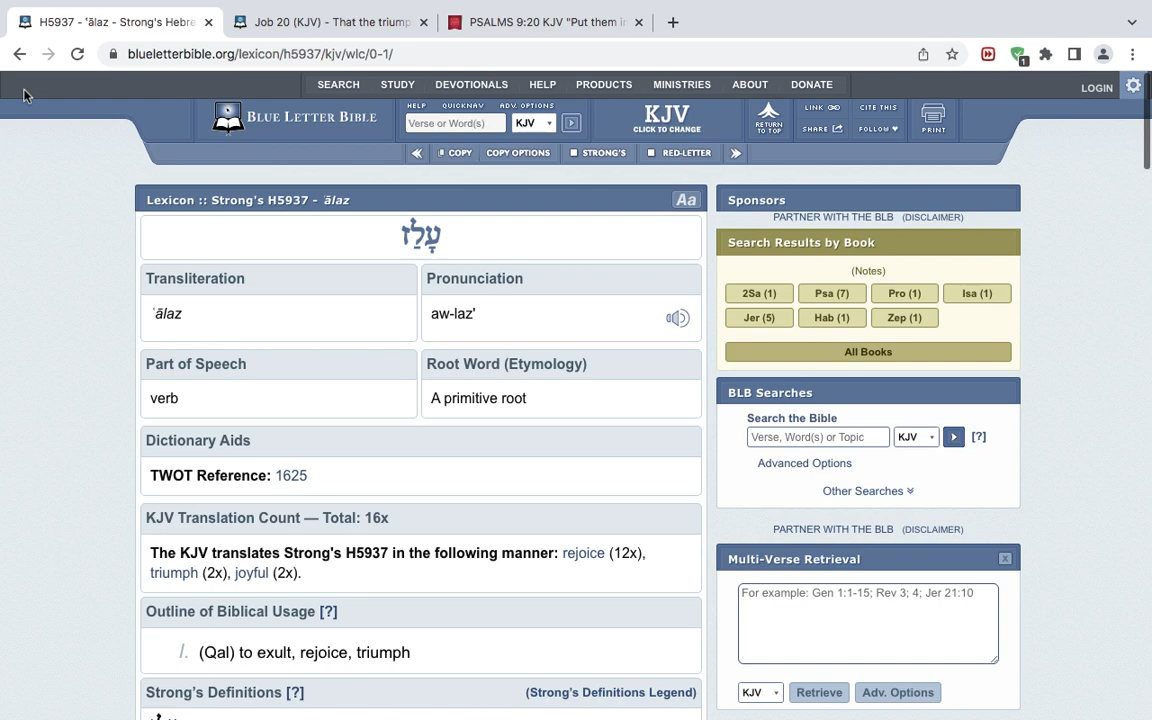 H5937 - ʿālaz - Strong's Hebre
Job 20 (KJV) - That the triump
PSALMS 9:20 KJV "Put them in
blueletterbible.org/lexicon/h5937/kjv/wlc/0-1/
1
SEARCH STUDY DEVOTIONALS HELP PRODUCTS MINISTRIES ABOUT DONATE
LOGIN
BLUE LETTER BIBLE
HELP QUICKNAV ADV. OPTIONS
Verse or Word(s) KJV
KJV
CLICK TO CHANGE
RETURN
TO TOP
LINK CITE THIS
SHARE FOLLOW
PRINT
COPY COPY OPTIONS STRONG'S RED-LETTER
Lexicon :: Strong's H5937 - ʿālaz
Aa
עָלַז
Transliteration
ʿālaz
Pronunciation
aw-laz'
Part of Speech
verb
Root Word (Etymology)
A primitive root
Dictionary Aids
TWOT Reference: 1625
KJV Translation Count — Total: 16x
The KJV translates Strong's H5937 in the following manner: rejoice (12x),
triumph (2x), joyful (2x).
Outline of Biblical Usage [?]
I. (Qal) to exult, rejoice, triumph
Strong's Definitions [?] (Strong's Definitions Legend)
Sponsors
PARTNER WITH THE BLB (DISCLAIMER)
Search Results by Book
(Notes)
2Sa (1) Psa (7) Pro (1) Isa (1)
Jer (5) Hab (1) Zep (1)
All Books
BLB Searches
Search the Bible
Verse, Word(s) or Topic KJV [?]
Advanced Options
Other Searches
PARTNER WITH THE BLB (DISCLAIMER)
Multi-Verse Retrieval x
For example: Gen 1:1-15; Rev 3; 4; Jer 21:10
KJV Retrieve Adv. Options